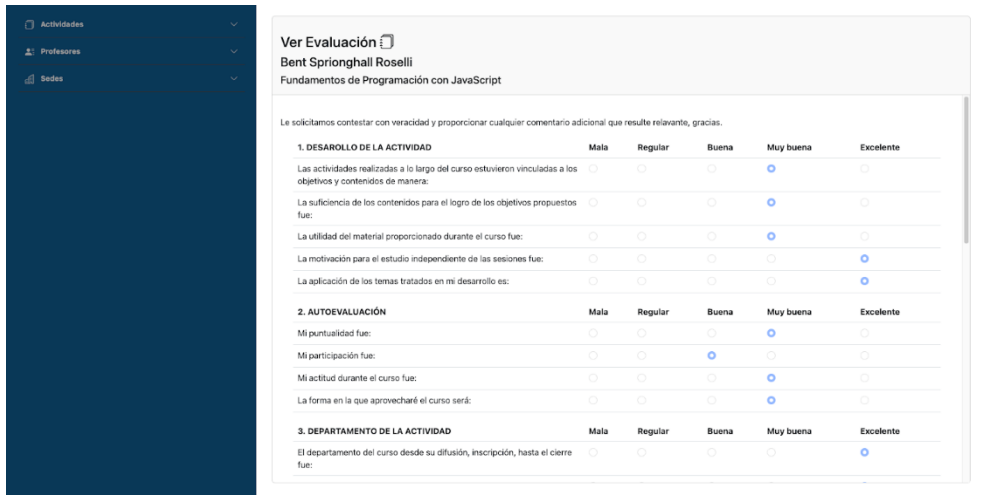 Actividades
Profesores
Sedes
Ver Evaluación
Bent Sprionghall Roselli
Fundamentos de Programación con JavaScript
Le solicitamos contestar con veracidad y proporcionar cualquier comentario adicional que resulte relavante, gracias.
1. DESAROLLO DE LA ACTIVIDAD Mala Regular Buena Muy buena Excelente
Las actividades realizadas a lo largo del curso estuvieron vinculadas a los
objetivos y contenidos de manera:
La suficiencia de los contenidos para el logro de los objetivos propuestos
fue:
La utilidad del material proporcionado durante el curso fue:
La motivación para el estudio independiente de las sesiones fue:
La aplicación de los temas tratados en mi desarrollo es:
2. AUTOEVALUACIÓN Mala Regular Buena Muy buena Excelente
Mi puntualidad fue:
Mi participación fue:
Mi actitud durante el curso fue:
La forma en la que aprovecharé el curso será:
3. DEPARTAMENTO DE LA ACTIVIDAD Mala Regular Buena Muy buena Excelente
El departamento del curso desde su difusión, inscripción, hasta el cierre
fue: